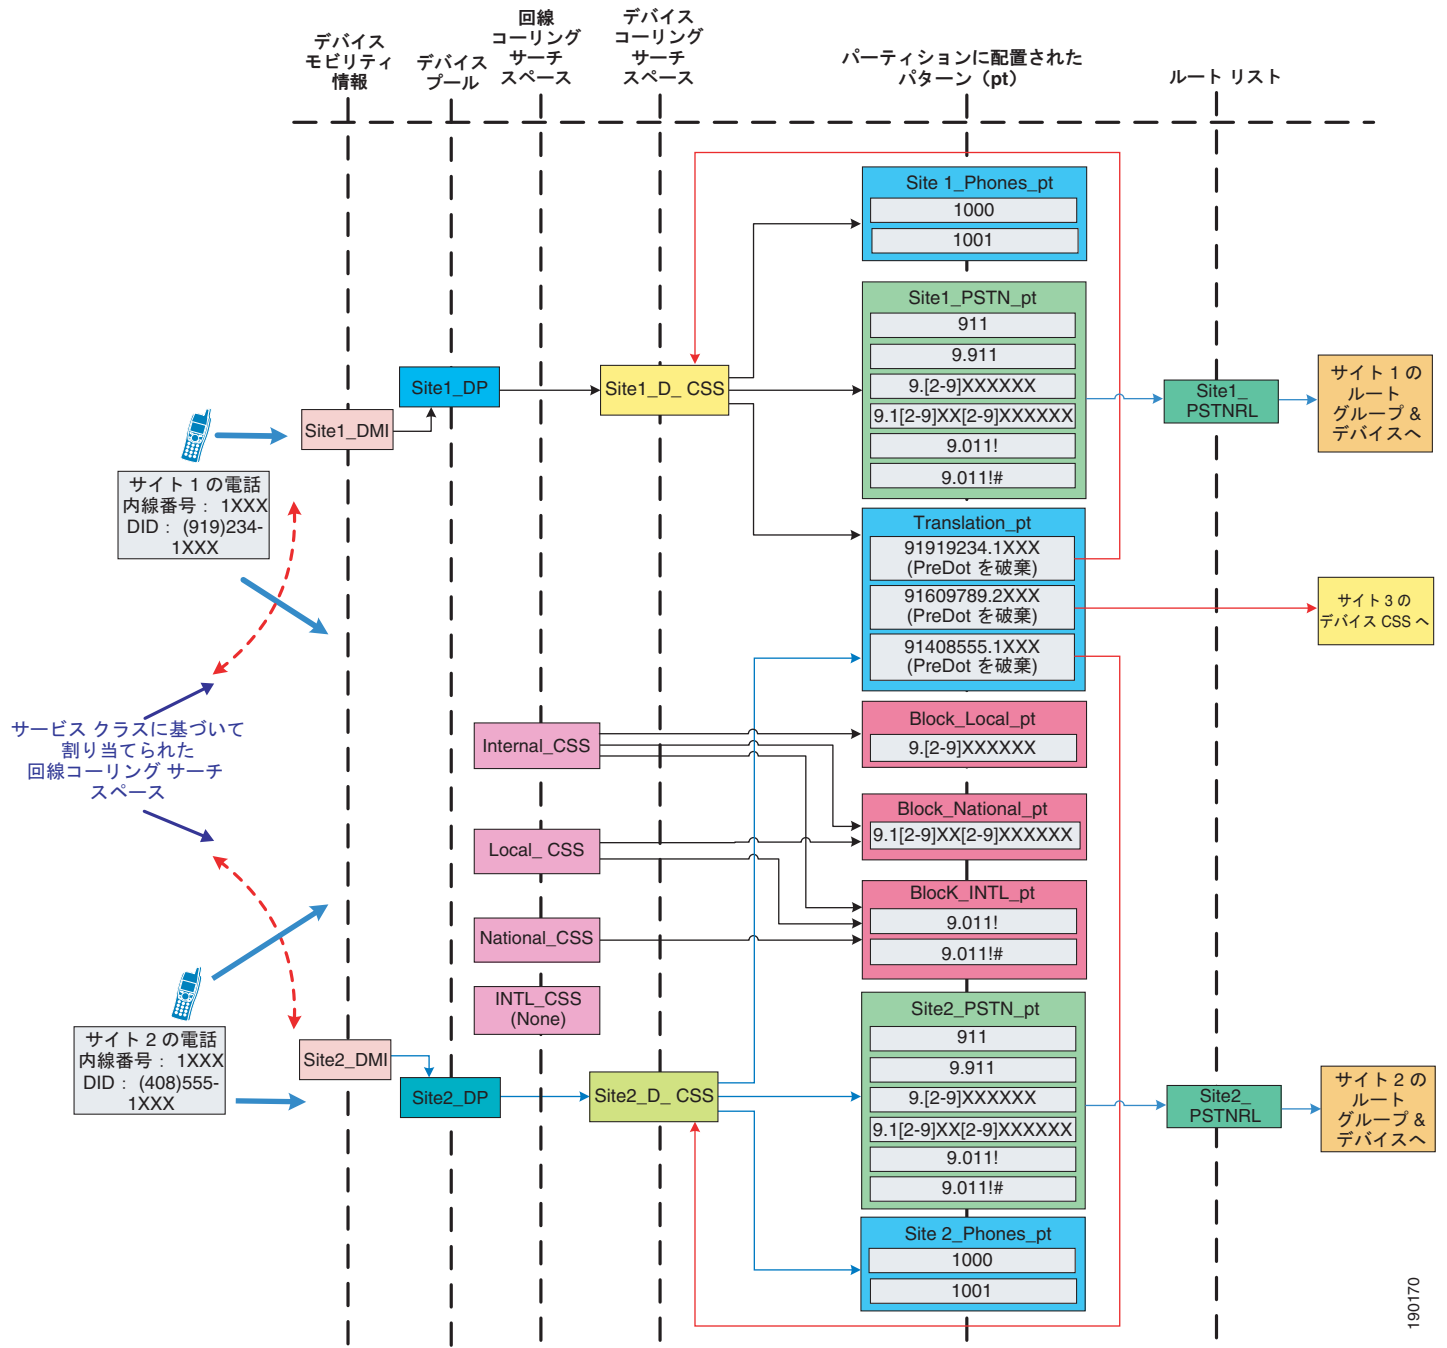 デバイス
モビリティ
情報
デバイス
プール
回線
コーリング
サーチ
スペース
デバイス
コーリング
サーチ
スペース
パーティションに配置された
パターン（pt）
ルート リスト
Site 1_Phones_pt
1000
1001
Site1_PSTN_pt
911
9.911
9.[2-9]XXXXXX
9.1[2-9]XX[2-9]XXXXXX
9.011!
9.011!#
Site1_DMI
Site1_DP
Site1_D_ CSS
Site1_
PSTNRL
サイト 1 の
ルート
グループ &
デバイスへ
サイト 1 の電話
内線番号： 1XXX
DID： (919)234-
1XXX
Translation_pt
91919234.1XXX
(PreDot を破棄)
91609789.2XXX
(PreDot を破棄)
91408555.1XXX
(PreDot を破棄)
サイト 3 の
デバイス CSS へ
サービス クラスに基づいて
割り当てられた
回線コーリング サーチ
スペース
Internal_CSS
Local_ CSS
National_CSS
INTL_CSS
(None)
Block_Local_pt
9.[2-9]XXXXXX
Block_National_pt
9.1[2-9]XX[2-9]XXXXXX
BlocK_INTL_pt
9.011!
9.011!#
サイト 2 の電話
内線番号： 1XXX
DID： (408)555-
1XXX
Site2_DMI
Site2_DP
Site2_D_ CSS
Site2_PSTN_pt
911
9.911
9.[2-9]XXXXXX
9.1[2-9]XX[2-9]XXXXXX
9.011!
9.011!#
Site2_
PSTNRL
サイト 2 の
ルート
グループ &
デバイスへ
Site 2_Phones_pt
1000
1001
190170